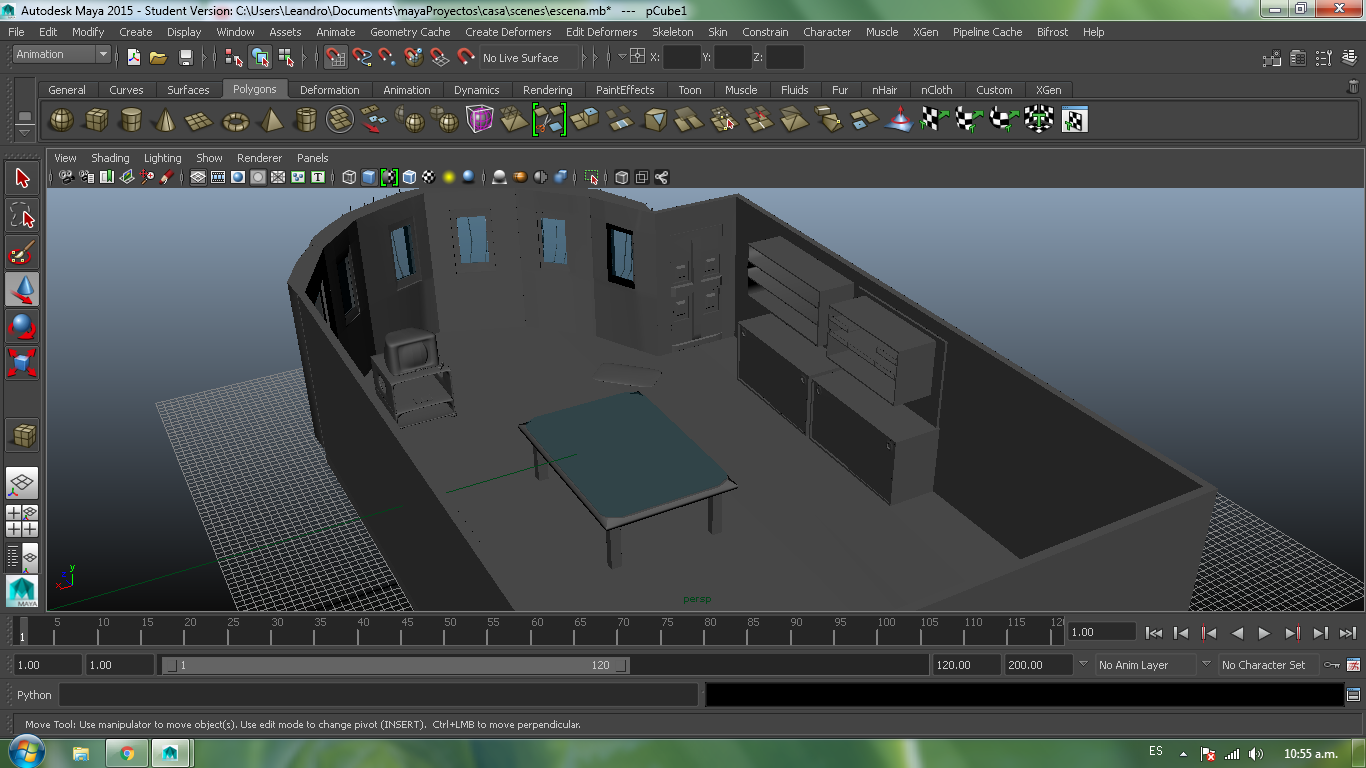 Autodesk Maya 2015 - Student Version: C:\Users\Leandro\Documents\mayaProyectos\casa\scenes\escena.mb* --- pCube1
File Edit Modify Create Display Window Assets Animate Geometry Cache Create Deformers Edit Deformers Skeleton Skin Constrain Character Muscle XGen Pipeline Cache Bifrost Help
Animation No Live Surface X: Y: Z:
General Curves Surfaces Polygons Deformation Animation Dynamics Rendering PaintEffects Toon Muscle Fluids Fur nHair nCloth Custom XGen
View Shading Lighting Show Renderer Panels
y
x
persp
MAYA
1 5 10 15 20 25 30 35 40 45 50 55 60 65 70 75 80 85 90 95 100 105 110 115 12 1.00
1.00 1.00 1 120 120.00 200.00 No Anim Layer No Character Set
Python
Move Tool: Use manipulator to move object(s). Use edit mode to change pivot (INSERT). Ctrl+LMB to move perpendicular.
ES 10:55 a.m.